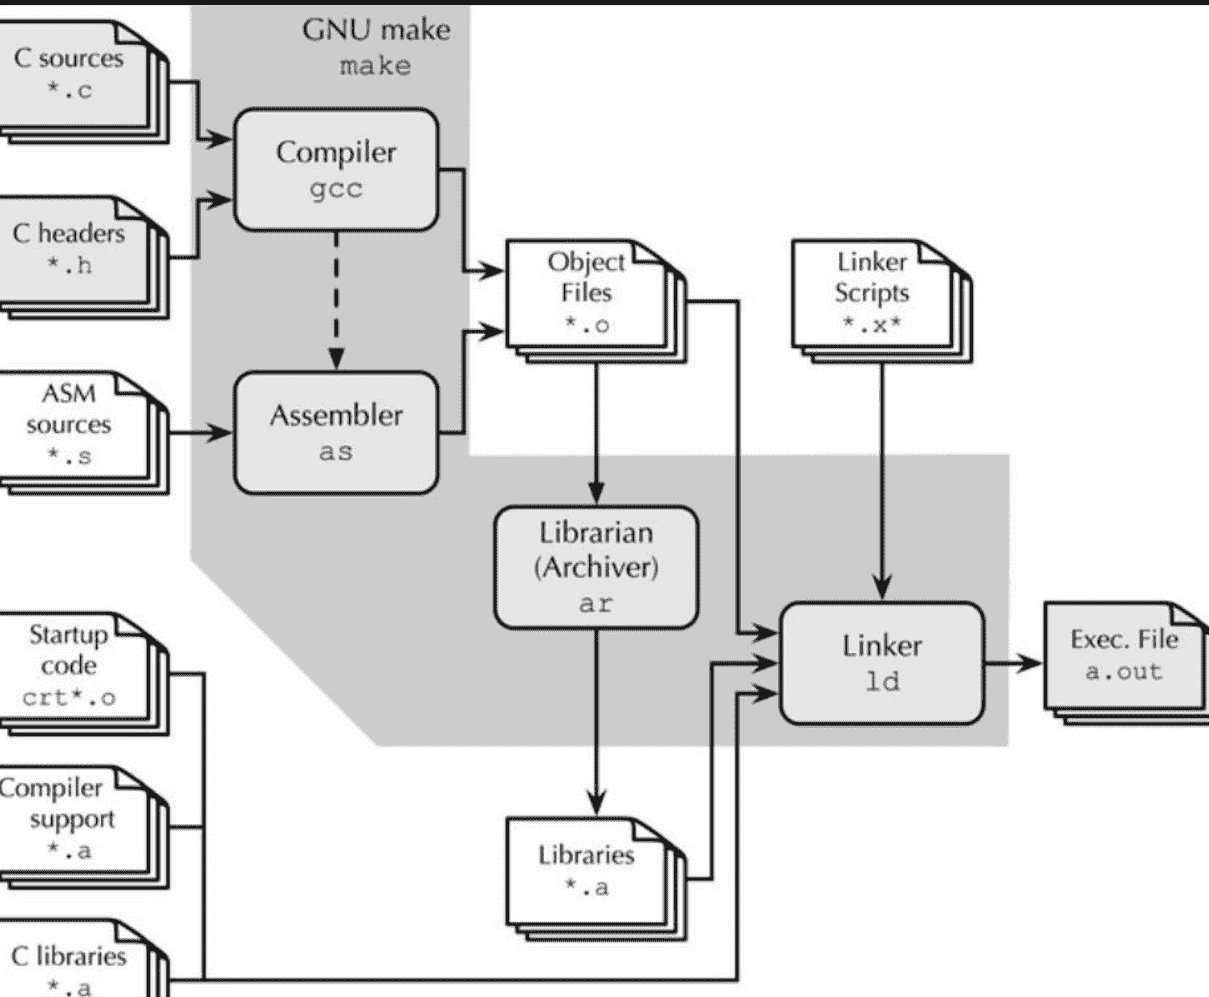 GNU make
make
C sources
*.c
Compiler
gcc
C headers
*.h
Object
Files
*.o
Linker
Scripts
*.x*
ASM
sources
*.s
Assembler
as
Librarian
(Archiver)
ar
Startup
code
crt*.o
Linker
ld
Exec. File
a.out
Compiler
support
*.a
Libraries
*.a
C libraries
*.a